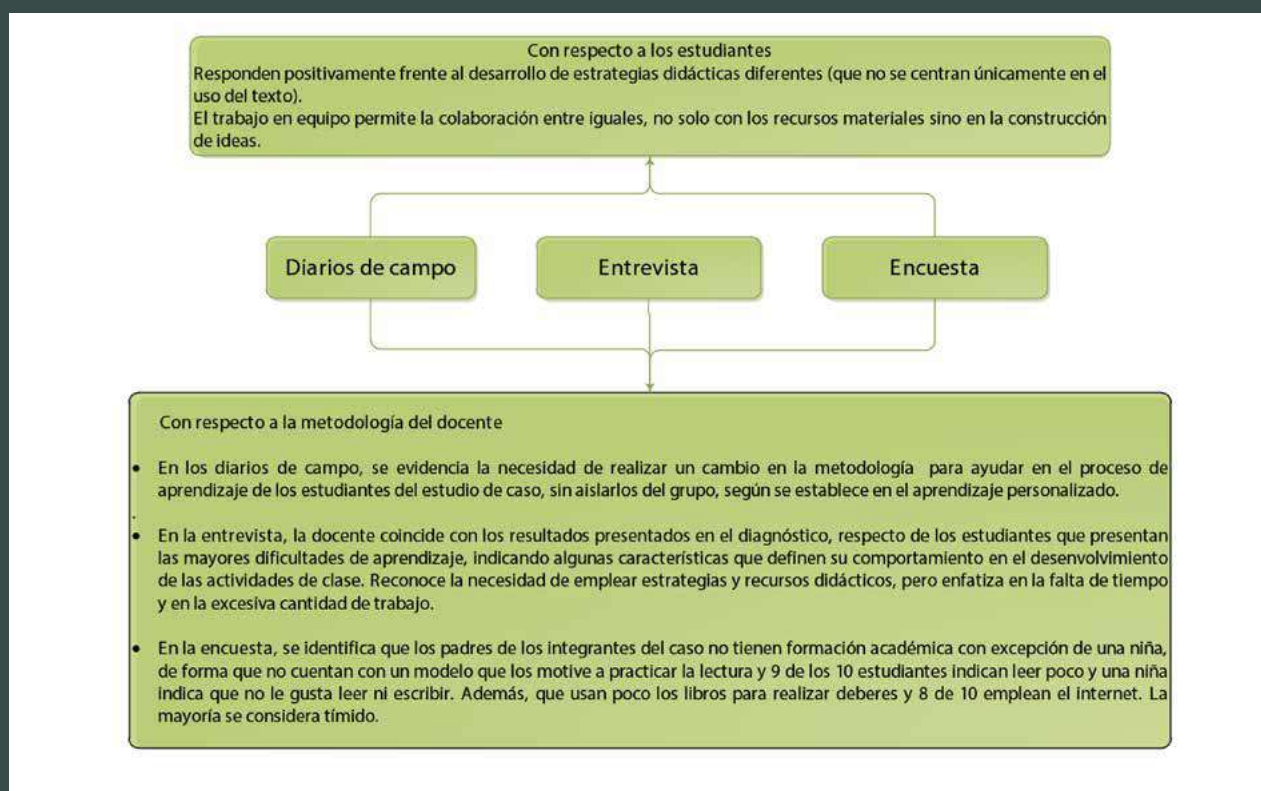 Con respecto a los estudiantes
Responden positivamente frente al desarrollo de estrategias didácticas diferentes (que no se centran únicamente en el
uso del texto).
El trabajo en equipo permite la colaboración entre iguales, no solo con los recursos materiales sino en la construcción
de ideas.
Diarios de campo
Entrevista
Encuesta
Con respecto a la metodología del docente
• En los diarios de campo, se evidencia la necesidad de realizar un cambio en la metodología para ayudar en el proceso de
aprendizaje de los estudiantes del estudio de caso, sin aislarlos del grupo, según se establece en el aprendizaje personalizado.
.
• En la entrevista, la docente coincide con los resultados presentados en el diagnóstico, respecto de los estudiantes que presentan
las mayores dificultades de aprendizaje, indicando algunas características que definen su comportamiento en el desenvolvimiento
de las actividades de clase. Reconoce la necesidad de emplear estrategias y recursos didácticos, pero enfatiza en la falta de tiempo
y en la excesiva cantidad de trabajo.
• En la encuesta, se identifica que los padres de los integrantes del caso no tienen formación académica con excepción de una niña,
de forma que no cuentan con un modelo que los motive a practicar la lectura y 9 de los 10 estudiantes indican leer poco y una niña
indica que no le gusta leer ni escribir. Además, que usan poco los libros para realizar deberes y 8 de 10 emplean el internet. La
mayoría se considera tímido.